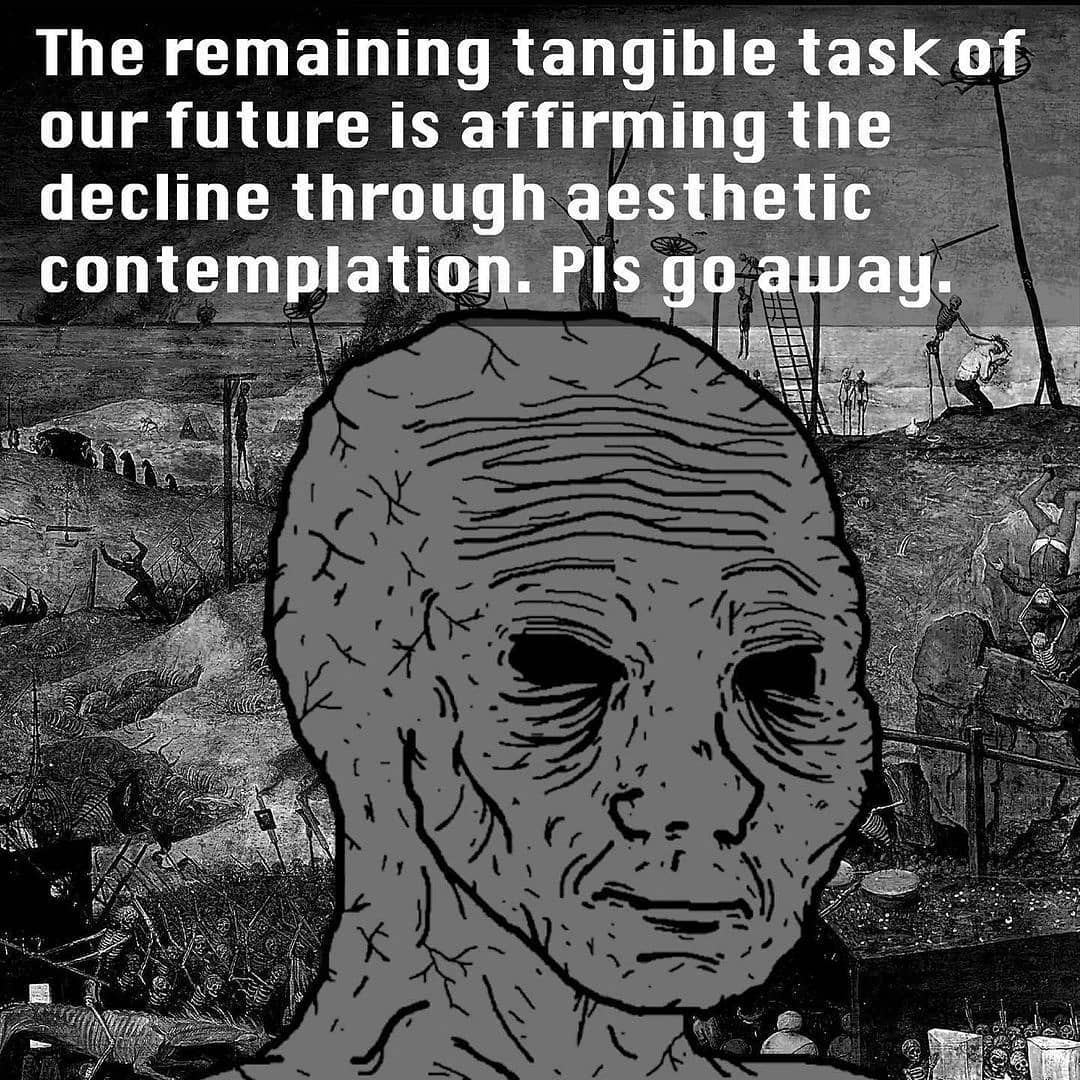 The remaining tangible task of
our future is affirming the
decline through aesthetic
contemplation. Pls go away.